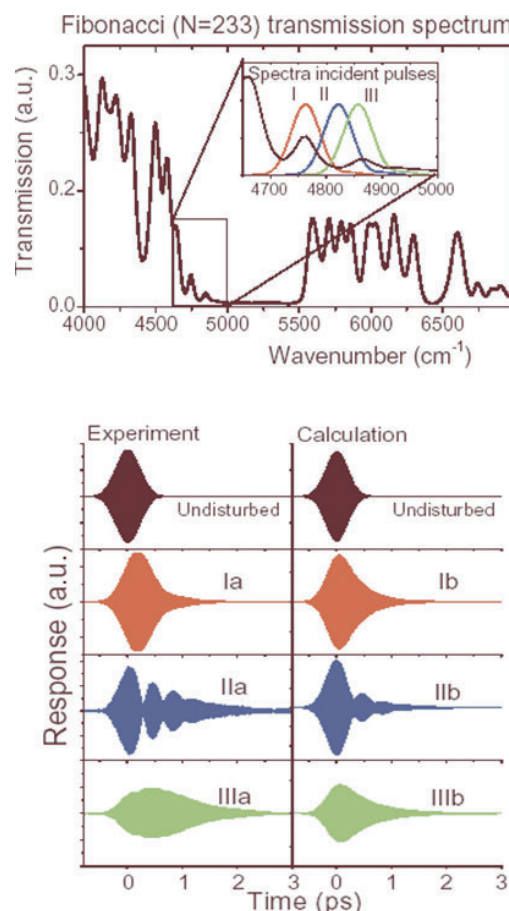 Fibonacci (N=233) transmission spectrum
Transmission (a.u.)
0.3
0.2
0.0
Spectra incident pulses
I II III
4700 4800 4900 5000
4000 4500 5000 5500 6000 6500
Wavenumber (cm⁻¹)
Response (a.u.)
Experiment Calculation
Undisturbed Undisturbed
Ia Ib
IIa IIb
IIIa IIIb
0 1 2 3 0 1 2 3
Time (ps)